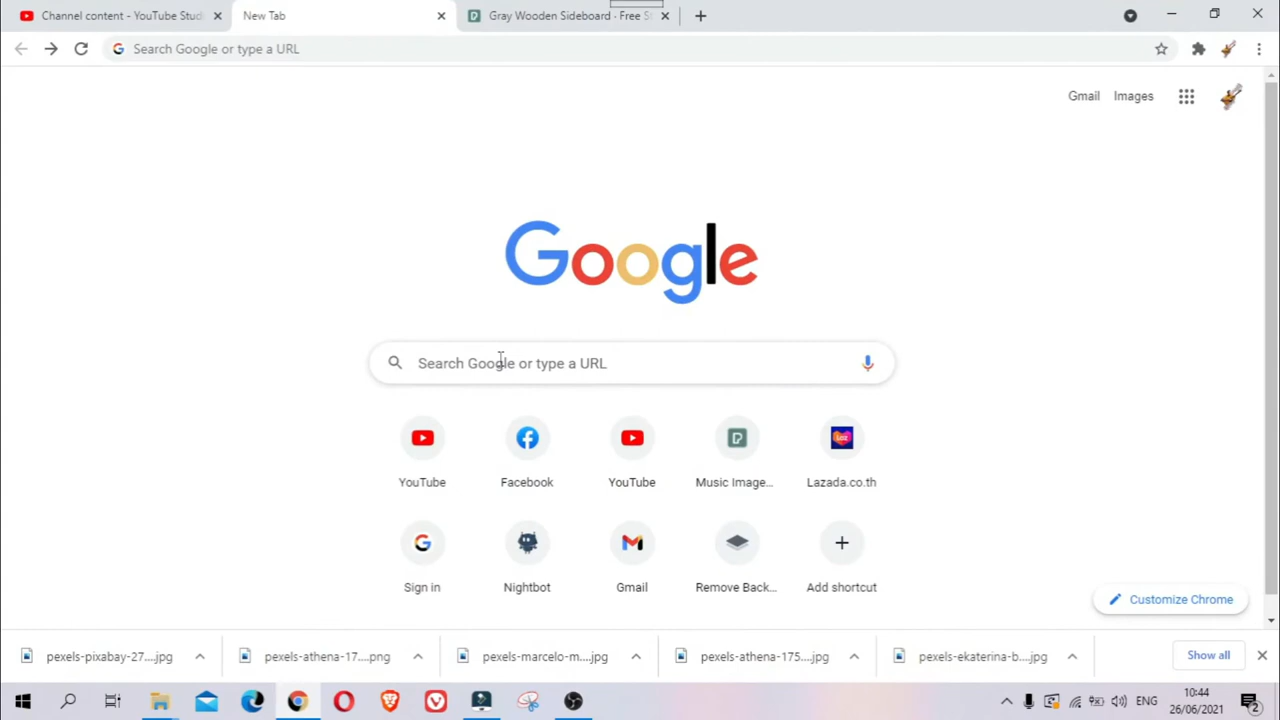 Channel content - YouTube Stud
New Tab
Gray Wooden Sideboard · Free S
Search Google or type a URL
Gmail Images
Google
Search Google or type a URL
YouTube
Facebook
YouTube
Music Image...
Lazada.co.th
Sign in
Nightbot
Gmail
Remove Back...
Add shortcut
Customize Chrome
pexels-pixabay-27....jpg
pexels-athena-17....png
pexels-marcelo-m....jpg
pexels-athena-175....jpg
pexels-ekaterina-b....jpg
Show all
ENG
10:44
26/06/2021
2